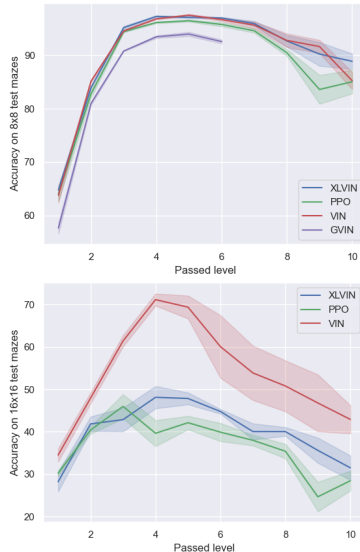 Accuracy on 8x8 test mazes
90
80
70
60
XLVIN
PPO
VIN
GVIN
2
4
6
8
10
Passed level
Accuracy on 16x16 test mazes
70
60
50
40
30
20
XLVIN
PPO
VIN
2
4
6
8
10
Passed level